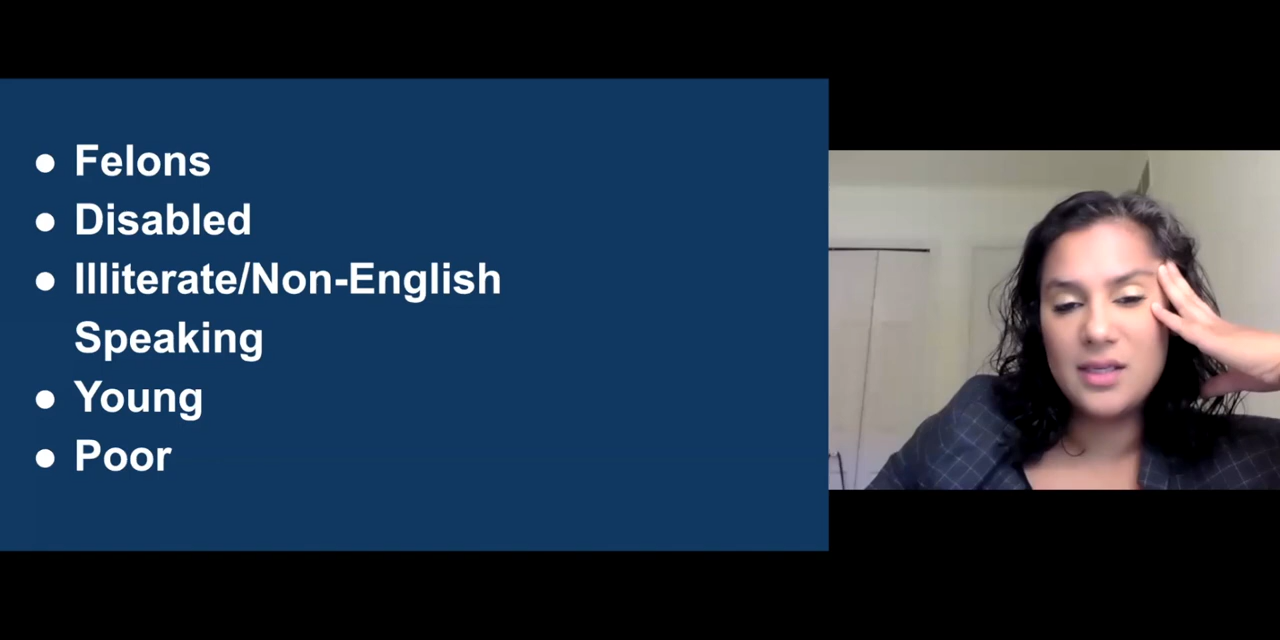 ● Felons
● Disabled
● Illiterate/Non-English
Speaking
● Young
● Poor